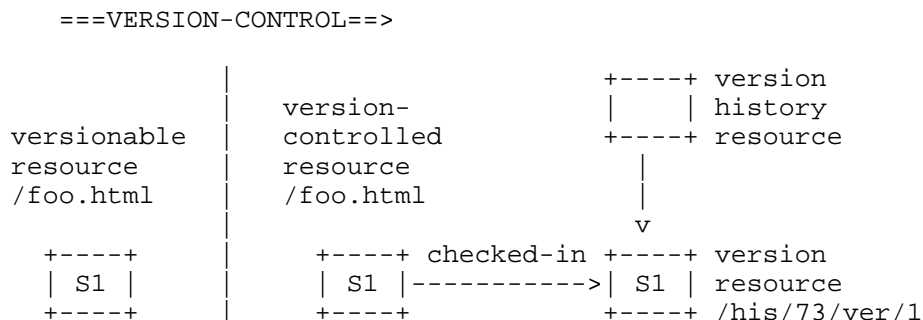 ===VERSION-CONTROL==>
| +----+ version
| version- | | history
versionable | controlled +----+ resource
resource | resource |
/foo.html | /foo.html |
| v
+----+ | +----+ checked-in +----+ version
| S1 | | | S1 |----------->| S1 | resource
+----+ | +----+ +----+ /his/73/ver/1